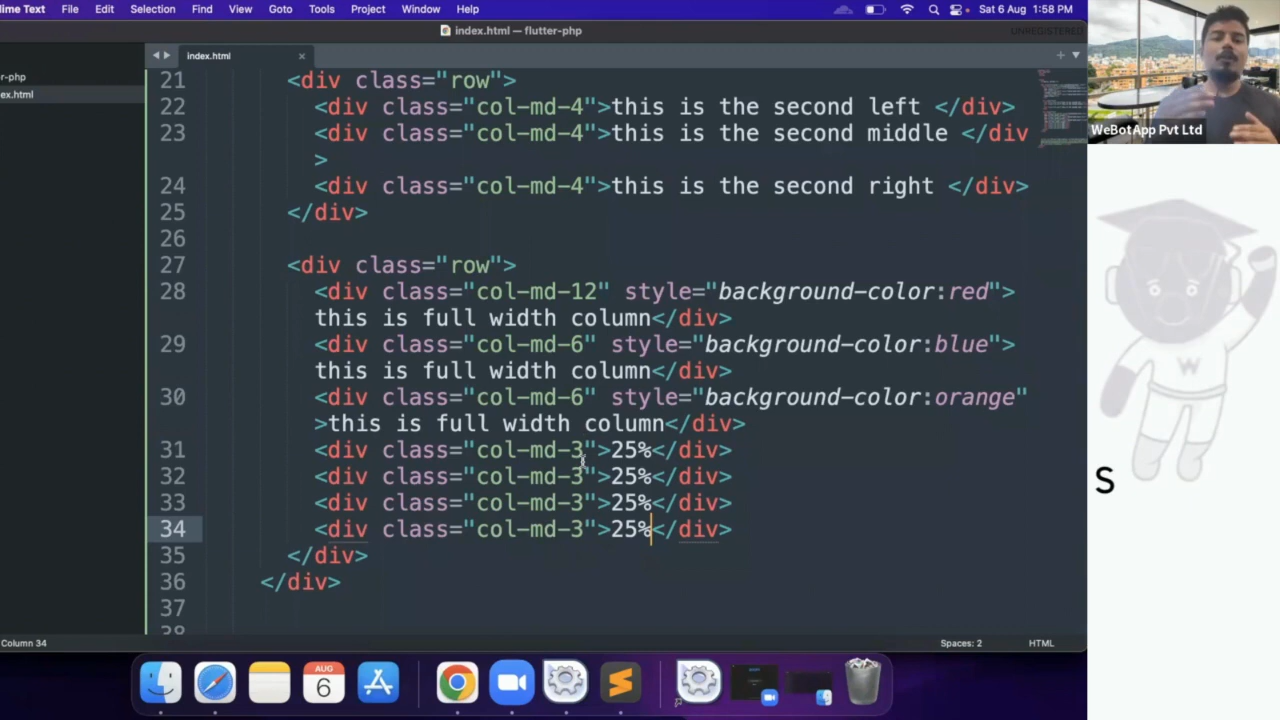 lime Text File Edit Selection Find View Goto Tools Project Window Help Sat 6 Aug 1:58 PM
index.html — flutter-php UNREGISTERED
index.html
r-php
ex.html
21 <div class="row">
22 <div class="col-md-4">this is the second left </div>
23 <div class="col-md-4">this is the second middle </div
>
24 <div class="col-md-4">this is the second right </div>
25 </div>
26
27 <div class="row">
28 <div class="col-md-12" style="background-color:red">
this is full width column</div>
29 <div class="col-md-6" style="background-color:blue">
this is full width column</div>
30 <div class="col-md-6" style="background-color:orange"
>this is full width column</div>
31 <div class="col-md-3">25%</div>
32 <div class="col-md-3">25%</div>
33 <div class="col-md-3">25%</div>
34 <div class="col-md-3">25%</div>
35 </div>
36 </div>
37
38
Column 34 Spaces: 2 HTML
AUG
6
WeBotApp Pvt Ltd
W
S